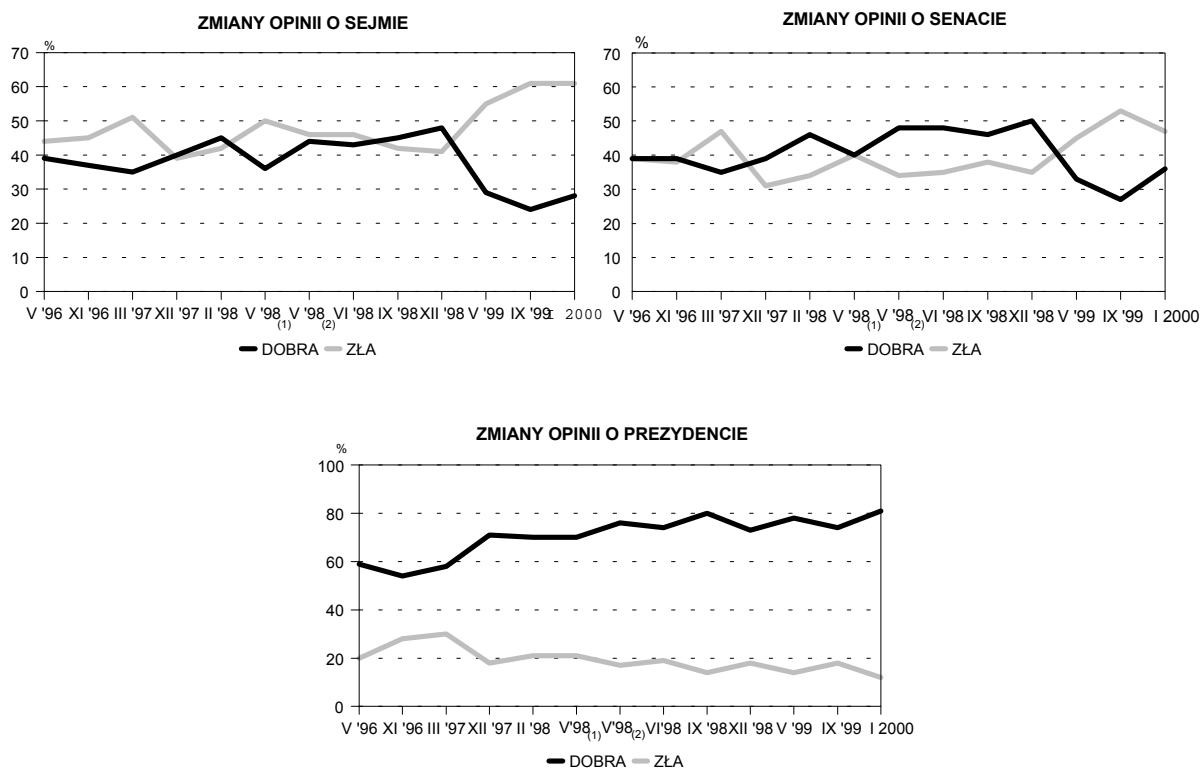 ZMIANY OPINII O SEJMIE
%
70
60
50
40
30
20
10
0
V '96 XI '96 III '97 XII '97 II '98 V '98 (1) V '98 (2) VI '98 IX '98 XII '98 V '99 IX '99 I 2000
DOBRA ZŁA
ZMIANY OPINII O SENACIE
%
70
60
50
40
30
20
10
0
V '96 XI '96 III '97 XII '97 II '98 V '98 (1) V '98 (2) VI '98 IX '98 XII '98 V '99 IX '99 I 2000
DOBRA ZŁA
ZMIANY OPINII O PREZYDENCIE
%
100
80
60
40
20
0
V '96 XI '96 III '97 XII '97 II '98 V'98 (1) V'98 (2) VI'98 IX '98 XII '98 V '99 IX '99 I 2000
DOBRA ZŁA